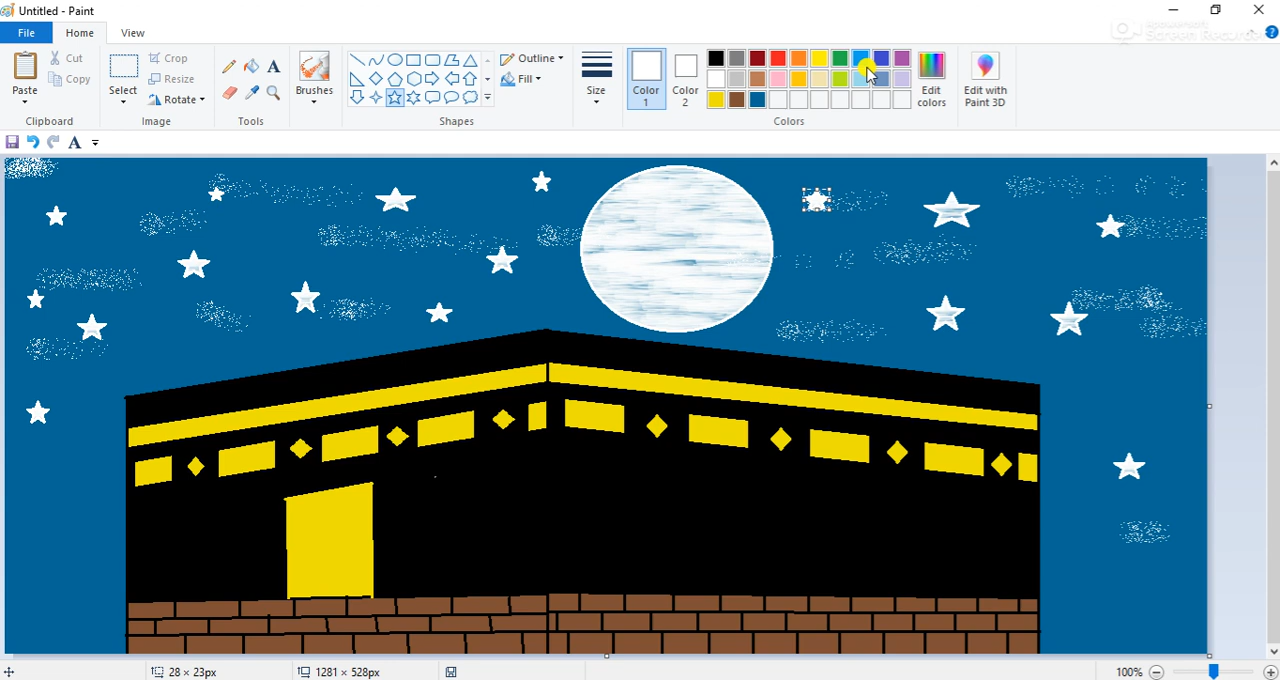 Untitled - Paint
File Home View
Paste
Cut
Copy
Clipboard
Select
Crop
Resize
Rotate
Image
A
Tools
Brushes
Outline
Fill
Shapes
Size
Color 1
Color 2
Edit colors
Colors
Edit with Paint 3D
A
28 × 23px
1281 × 528px
100%